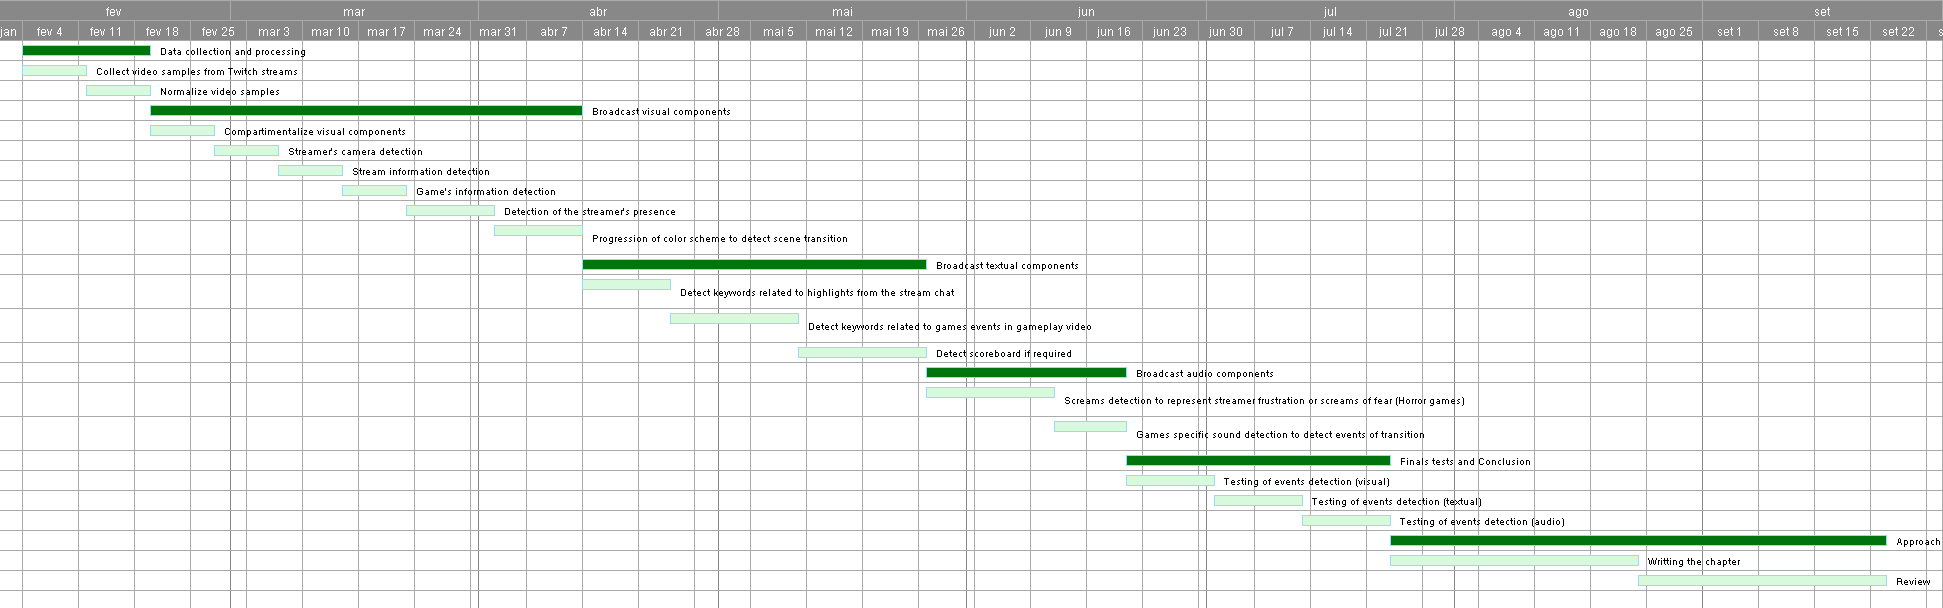 fev mar abr mai jun jul ago set
jan fev 4 fev 11 fev 18 fev 25 mar 3 mar 10 mar 17 mar 24 mar 31 abr 7 abr 14 abr 21 abr 28 mai 5 mai 12 mai 19 mai 26 jun 2 jun 9 jun 16 jun 23 jun 30 jul 7 jul 14 jul 21 jul 28 ago 4 ago 11 ago 18 ago 25 set 1 set 8 set 15 set 22 s
Data collection and processing
Collect video samples from Twitch streams
Normalize video samples
Broadcast visual components
Compartimentalize visual components
Streamer's camera detection
Stream information detection
Game's information detection
Detection of the streamer's presence
Progression of color scheme to detect scene transition
Broadcast textual components
Detect keywords related to highlights from the stream chat
Detect keywords related to games events in gameplay video
Detect scoreboard if required
Broadcast audio components
Screams detection to represent streamer frustration or screams of fear (Horror games)
Games specific sound detection to detect events of transition
Finals tests and Conclusion
Testing of events detection (visual)
Testing of events detection (textual)
Testing of events detection (audio)
Approach
Writting the chapter
Review